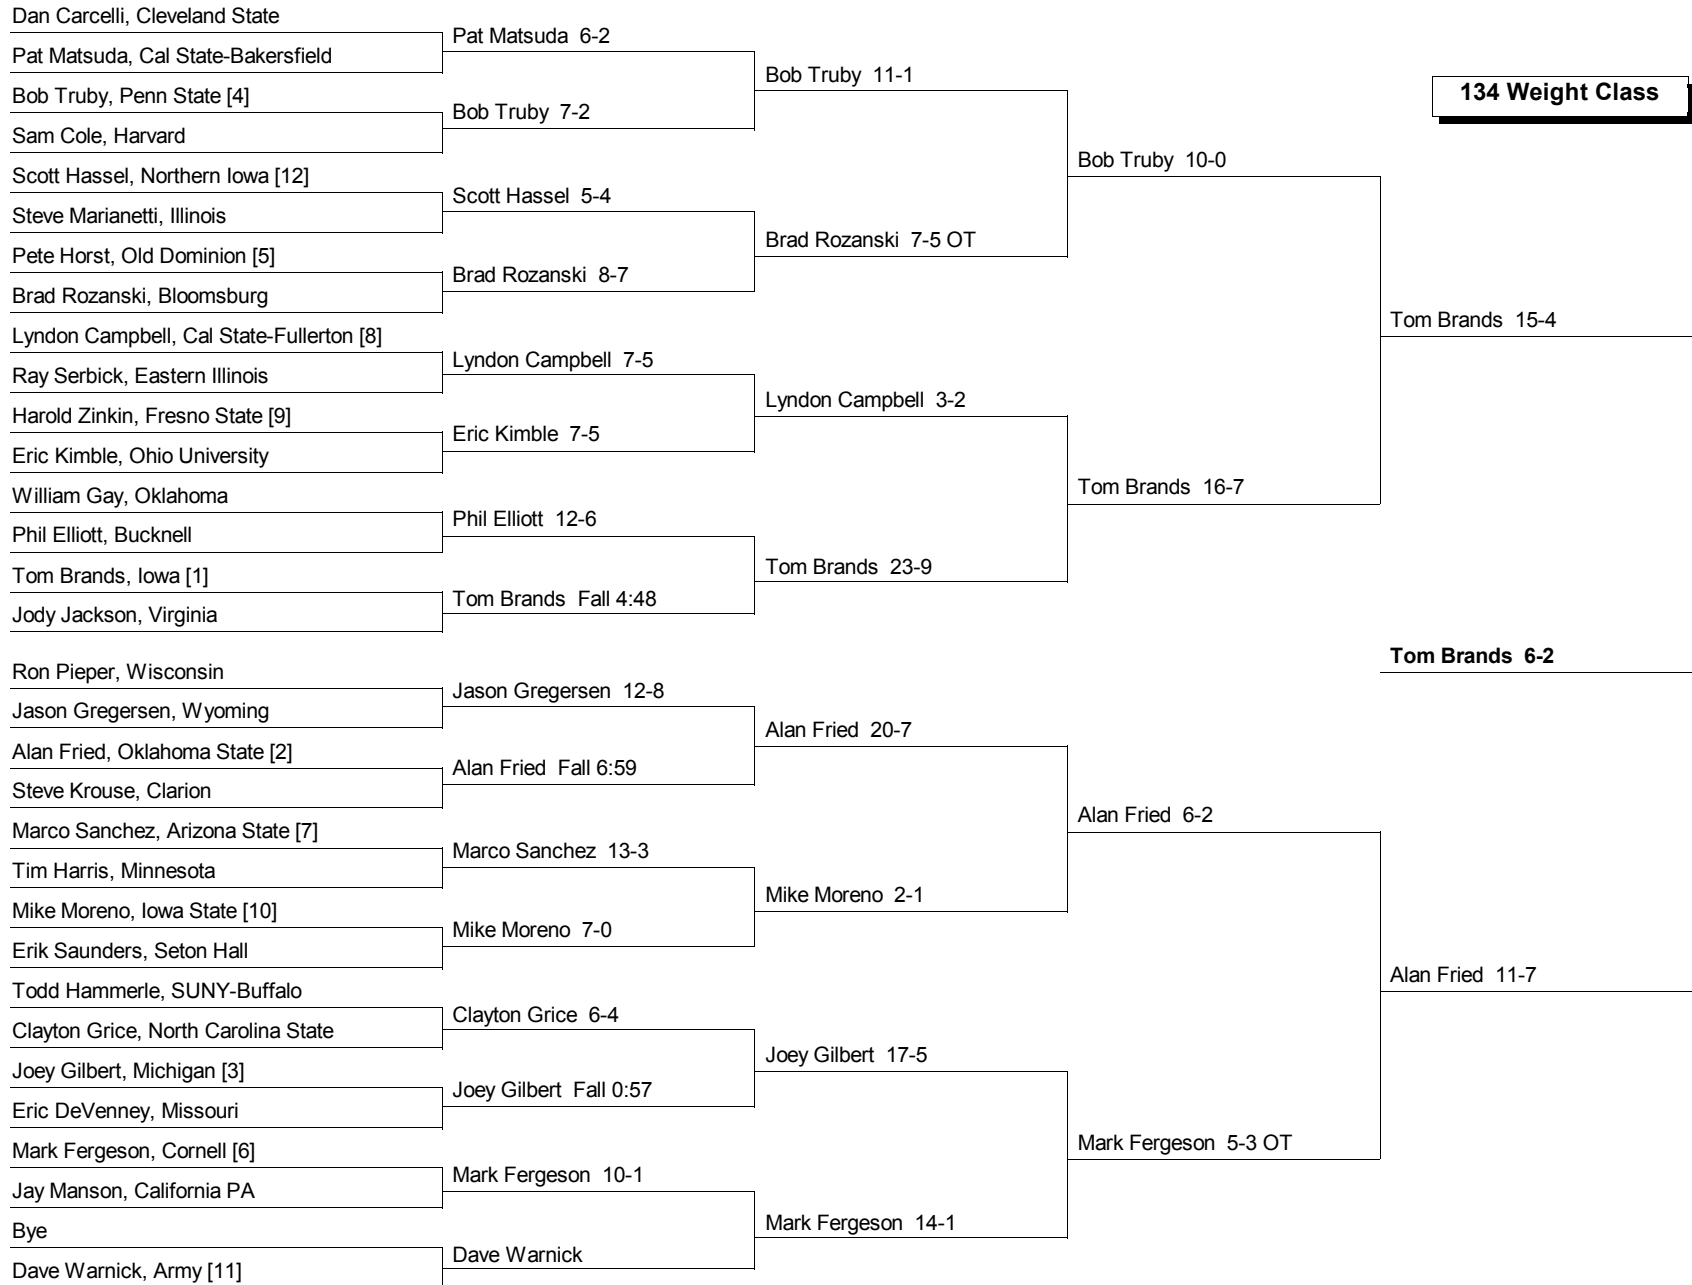 Dan Carcelli, Cleveland State
Pat Matsuda, Cal State-Bakersfield
Bob Truby, Penn State [4]
Sam Cole, Harvard
Scott Hassel, Northern Iowa [12]
Steve Marianetti, Illinois
Pete Horst, Old Dominion [5]
Brad Rozanski, Bloomsburg
Lyndon Campbell, Cal State-Fullerton [8]
Ray Serbick, Eastern Illinois
Harold Zinkin, Fresno State [9]
Eric Kimble, Ohio University
William Gay, Oklahoma
Phil Elliott, Bucknell
Tom Brands, Iowa [1]
Jody Jackson, Virginia
Ron Pieper, Wisconsin
Jason Gregersen, Wyoming
Alan Fried, Oklahoma State [2]
Steve Krouse, Clarion
Marco Sanchez, Arizona State [7]
Tim Harris, Minnesota
Mike Moreno, Iowa State [10]
Erik Saunders, Seton Hall
Todd Hammerle, SUNY-Buffalo
Clayton Grice, North Carolina State
Joey Gilbert, Michigan [3]
Eric DeVenney, Missouri
Mark Fergeson, Cornell [6]
Jay Manson, California PA
Bye
Dave Warnick, Army [11]
Pat Matsuda 6-2
Bob Truby 7-2
Scott Hassel 5-4
Brad Rozanski 8-7
Lyndon Campbell 7-5
Eric Kimble 7-5
Phil Elliott 12-6
Tom Brands Fall 4:48
Jason Gregersen 12-8
Alan Fried Fall 6:59
Marco Sanchez 13-3
Mike Moreno 7-0
Clayton Grice 6-4
Joey Gilbert Fall 0:57
Mark Fergeson 10-1
Dave Warnick
Bob Truby 11-1
Brad Rozanski 7-5 OT
Lyndon Campbell 3-2
Tom Brands 23-9
Alan Fried 20-7
Mike Moreno 2-1
Joey Gilbert 17-5
Mark Fergeson 14-1
Bob Truby 10-0
Tom Brands 16-7
Alan Fried 6-2
Mark Fergeson 5-3 OT
134 Weight Class
Tom Brands 15-4
Tom Brands 6-2
Alan Fried 11-7